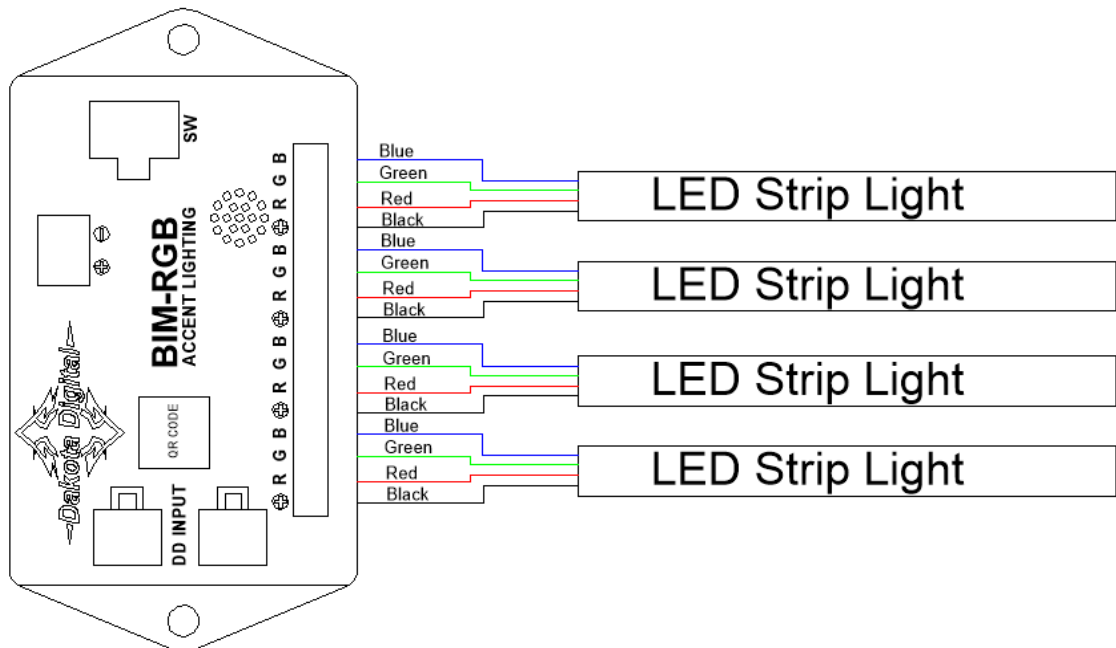 SW
BIM-RGB
ACCENT LIGHTING
Dakota Digital
QR CODE
DD INPUT
R G B
R G B
R G B
R G B
Blue
Green
Red
Black
LED Strip Light
Blue
Green
Red
Black
LED Strip Light
Blue
Green
Red
Black
LED Strip Light
Blue
Green
Red
Black
LED Strip Light